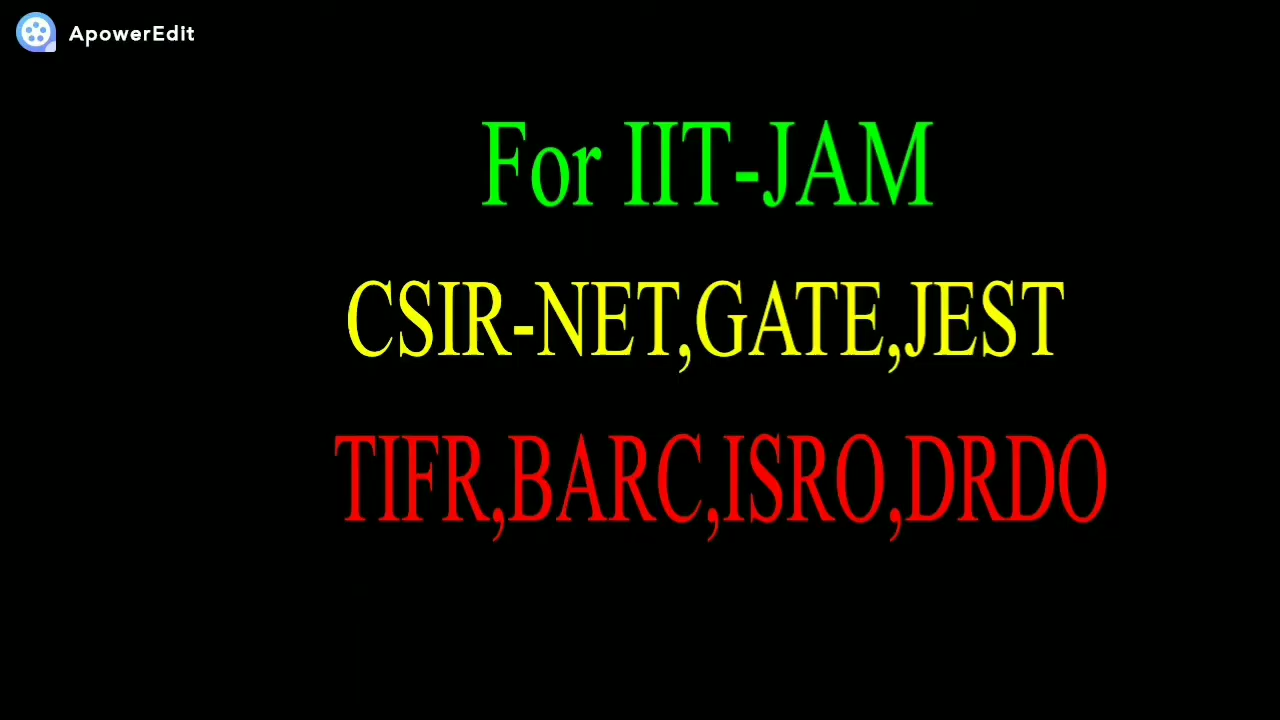 ApowerEdit
For IIT-JAM
CSIR-NET,GATE,JEST
TIFR,BARC,ISRO,DRDO